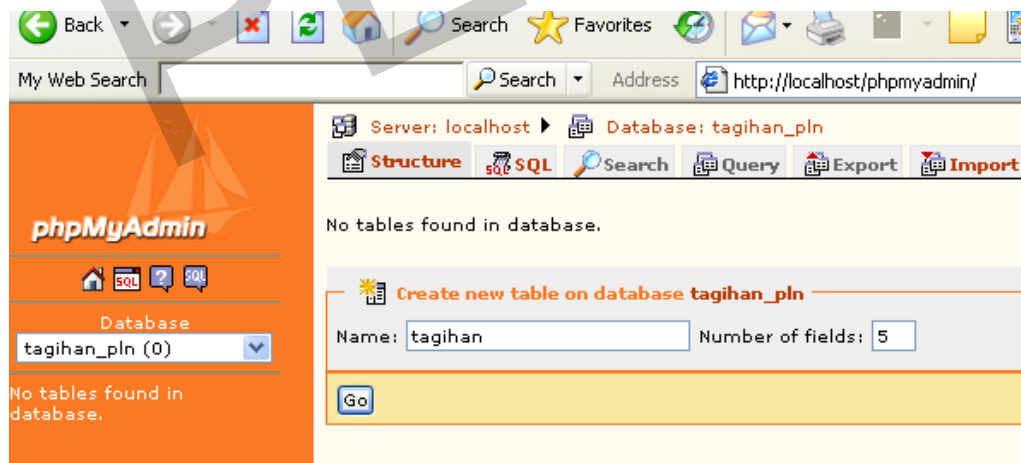 Back Search Favorites
My Web Search Search Address http://localhost/phpmyadmin/
Server: localhost Database: tagihan_pln
Structure SQL Search Query Export Import
phpMyAdmin
No tables found in database.
SQL ? SQL
Create new table on database tagihan_pln
Database
tagihan_pln (0)
Name: tagihan Number of fields: 5
No tables found in
database.
Go